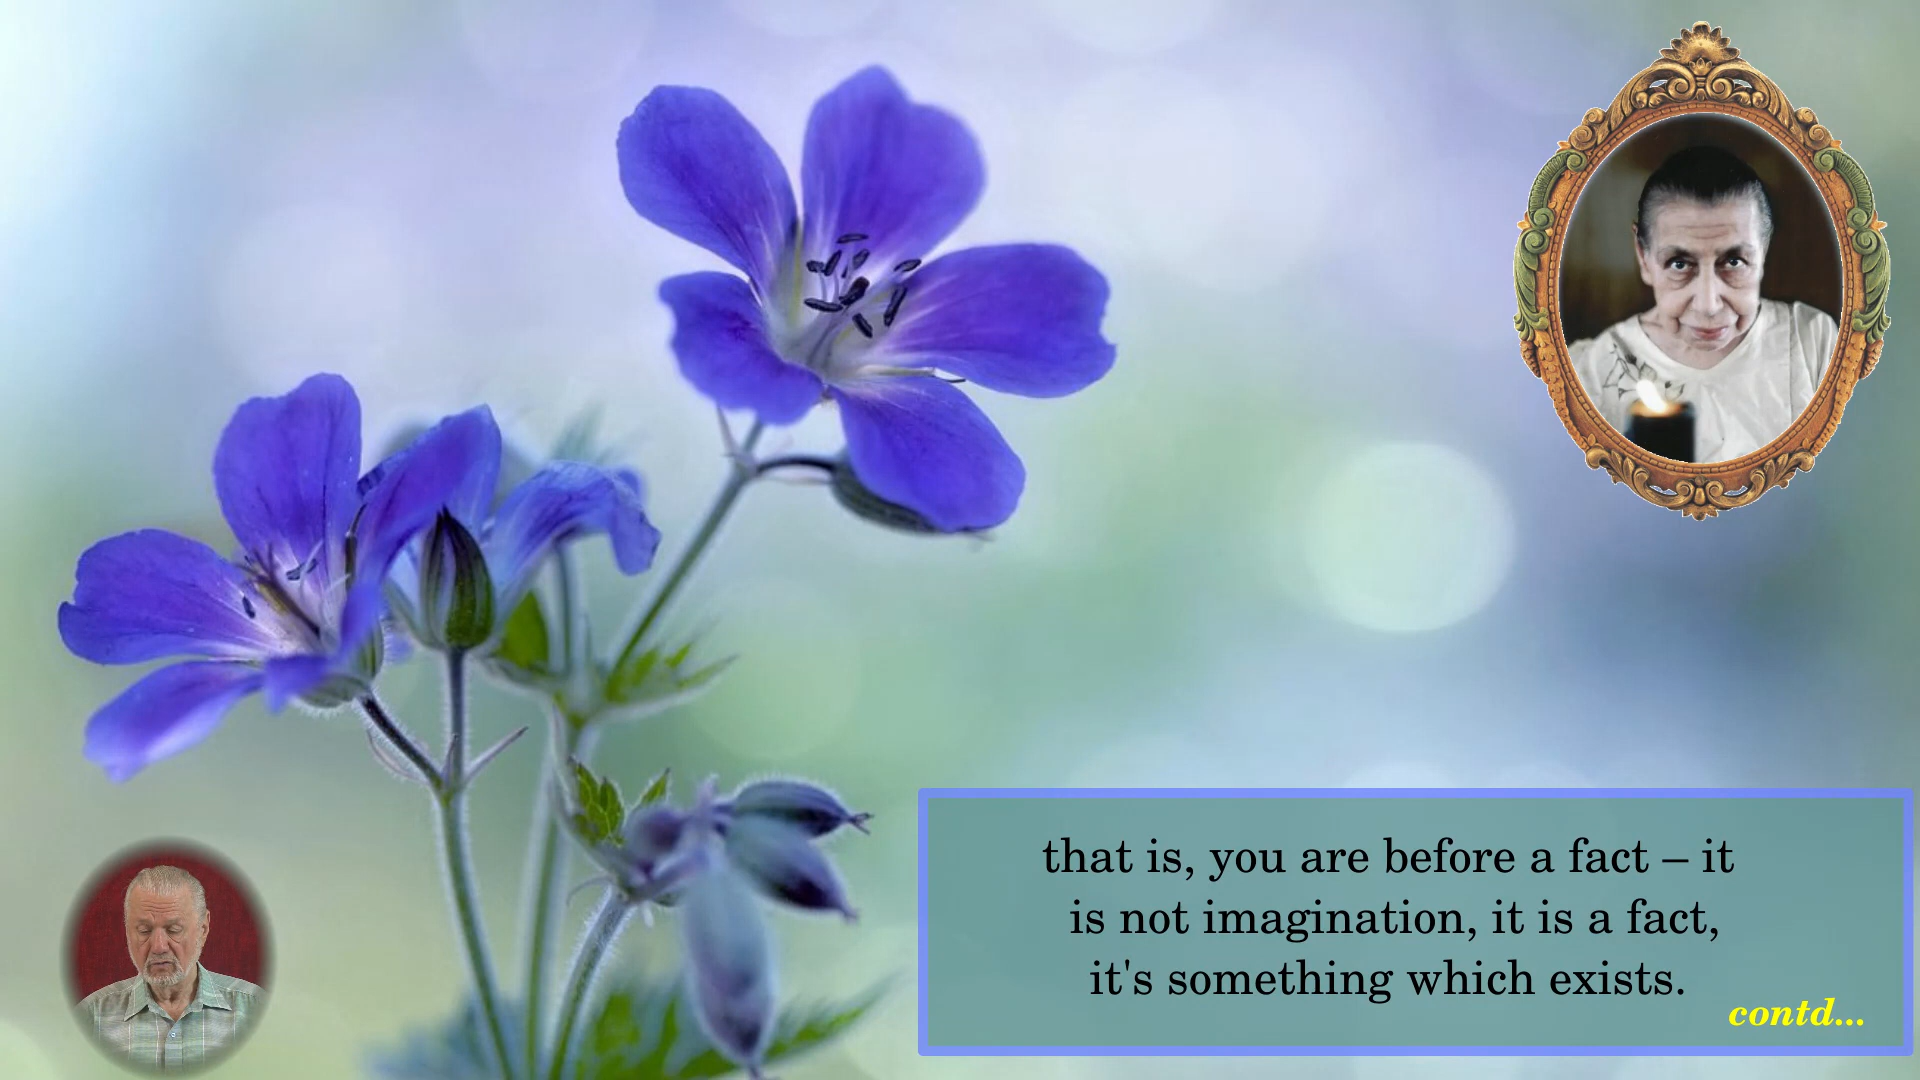 that is, you are before a fact – it
is not imagination, it is a fact,
it's something which exists.
contd...